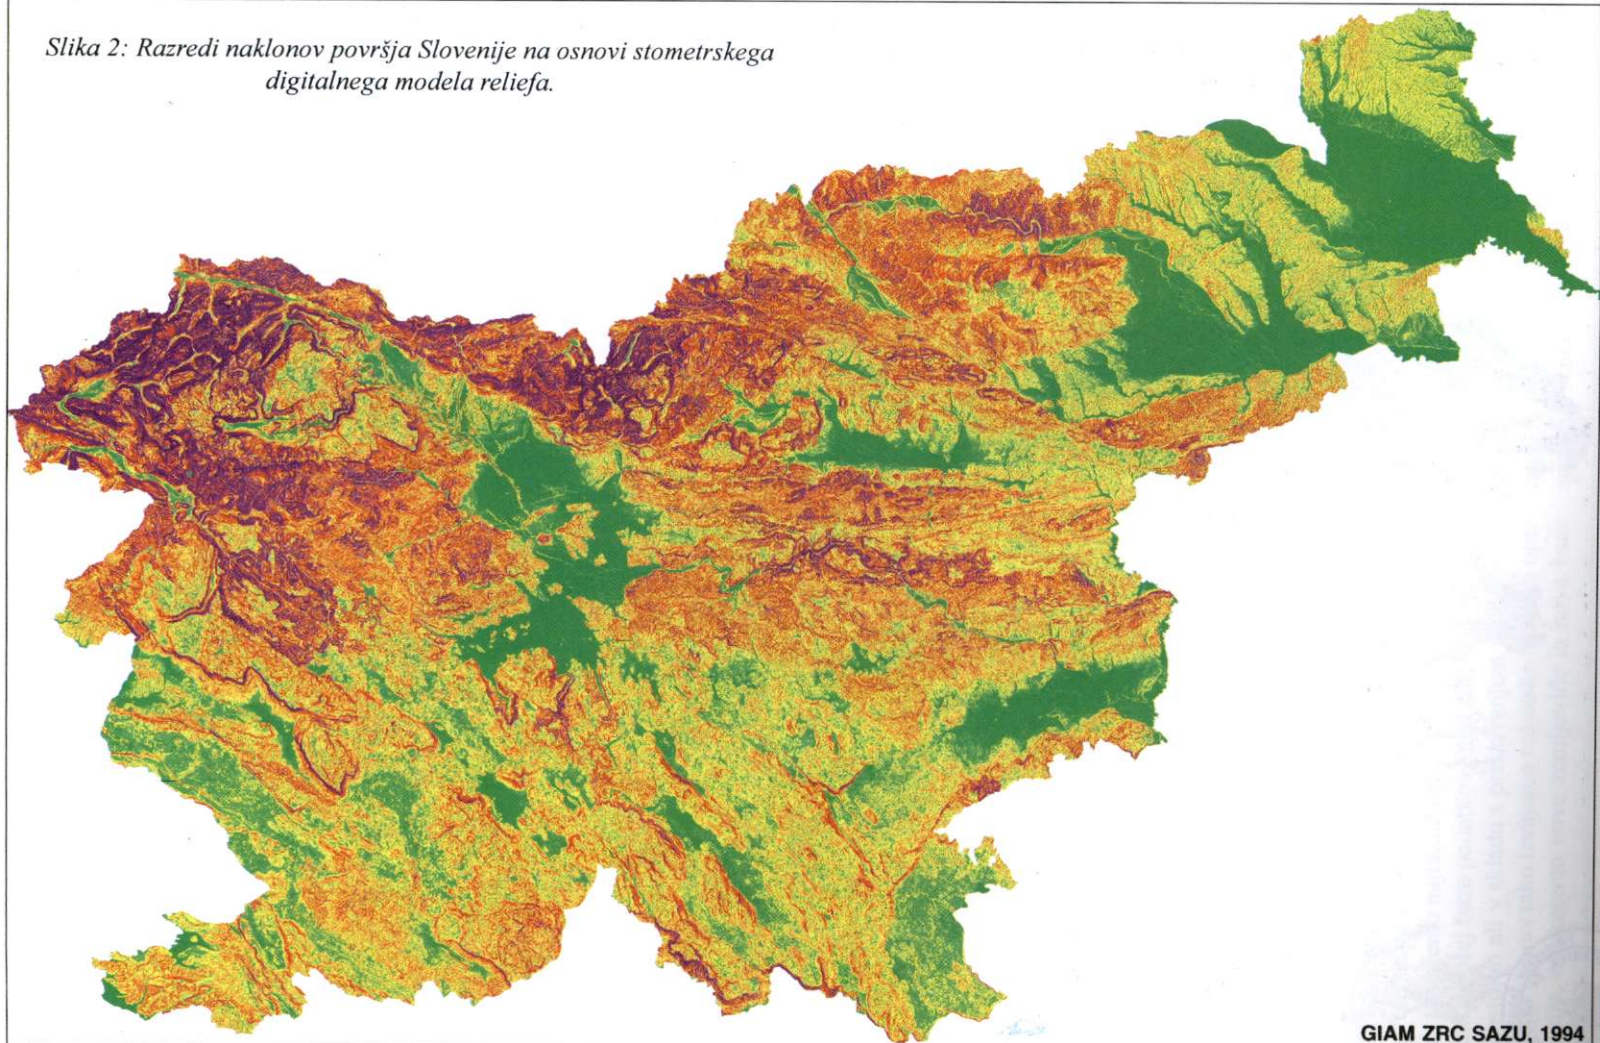 Slika 2: Razredi naklonov površja Slovenije na osnovi stometrskega
digitalnega modela reliefa.
GIAM ZRC SAZU, 1994